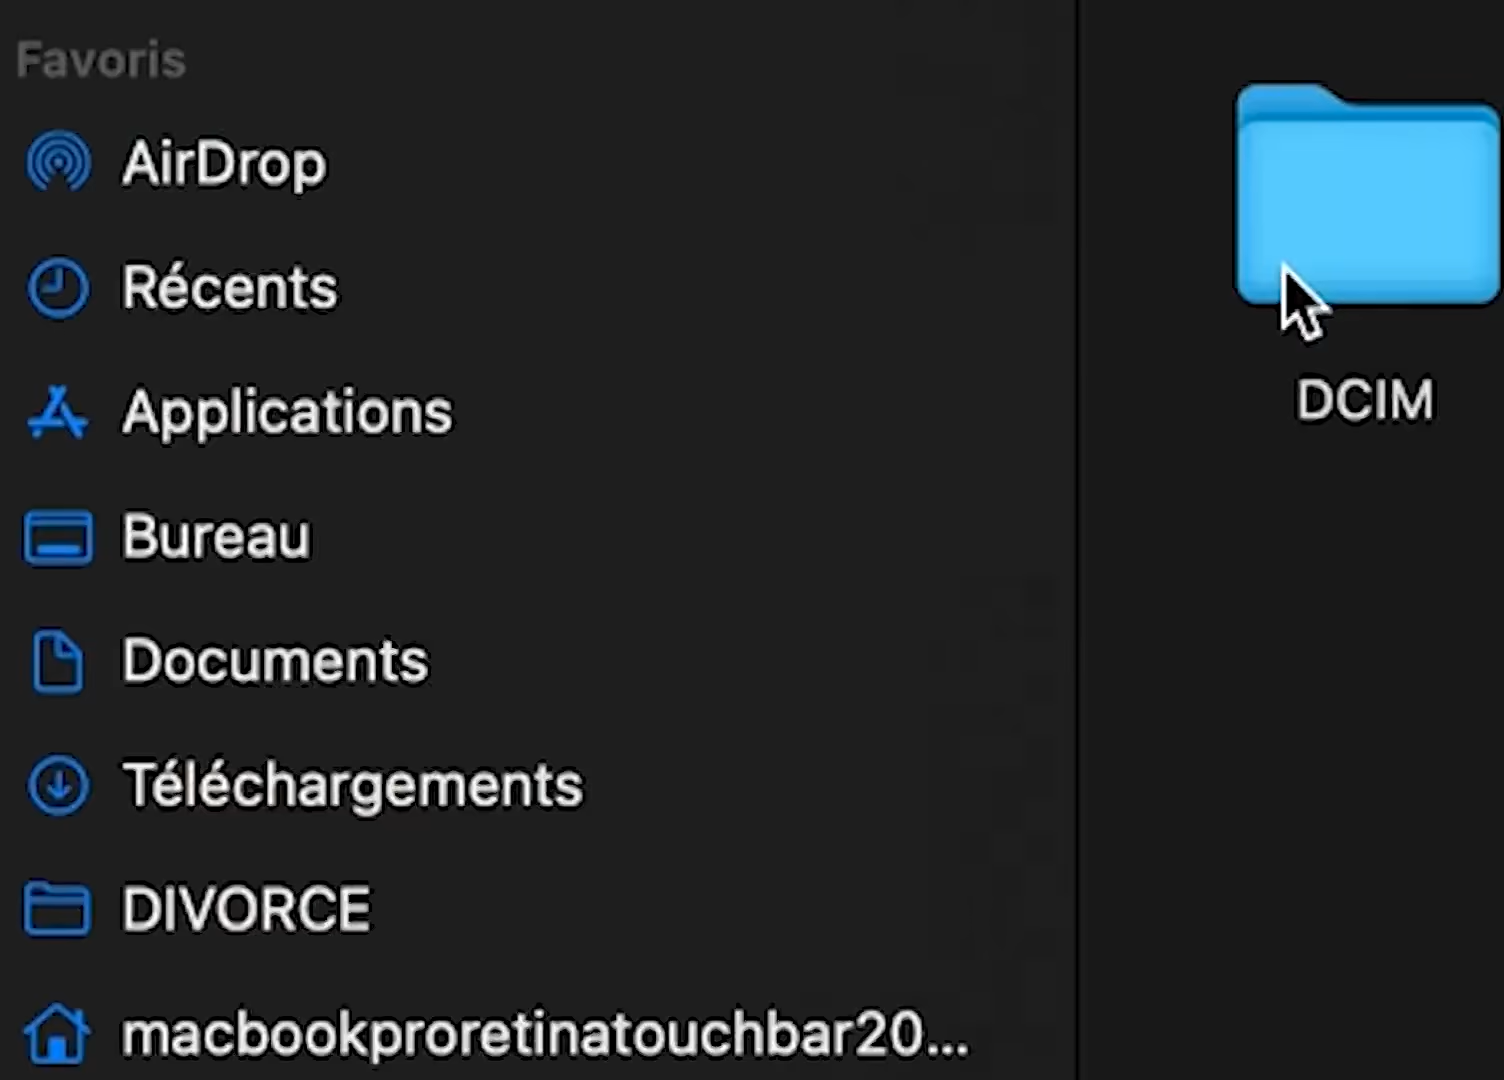 Favoris
AirDrop
Récents
Applications
Bureau
Documents
Téléchargements
DIVORCE
macbookproretinatouchbar20...
DCIM